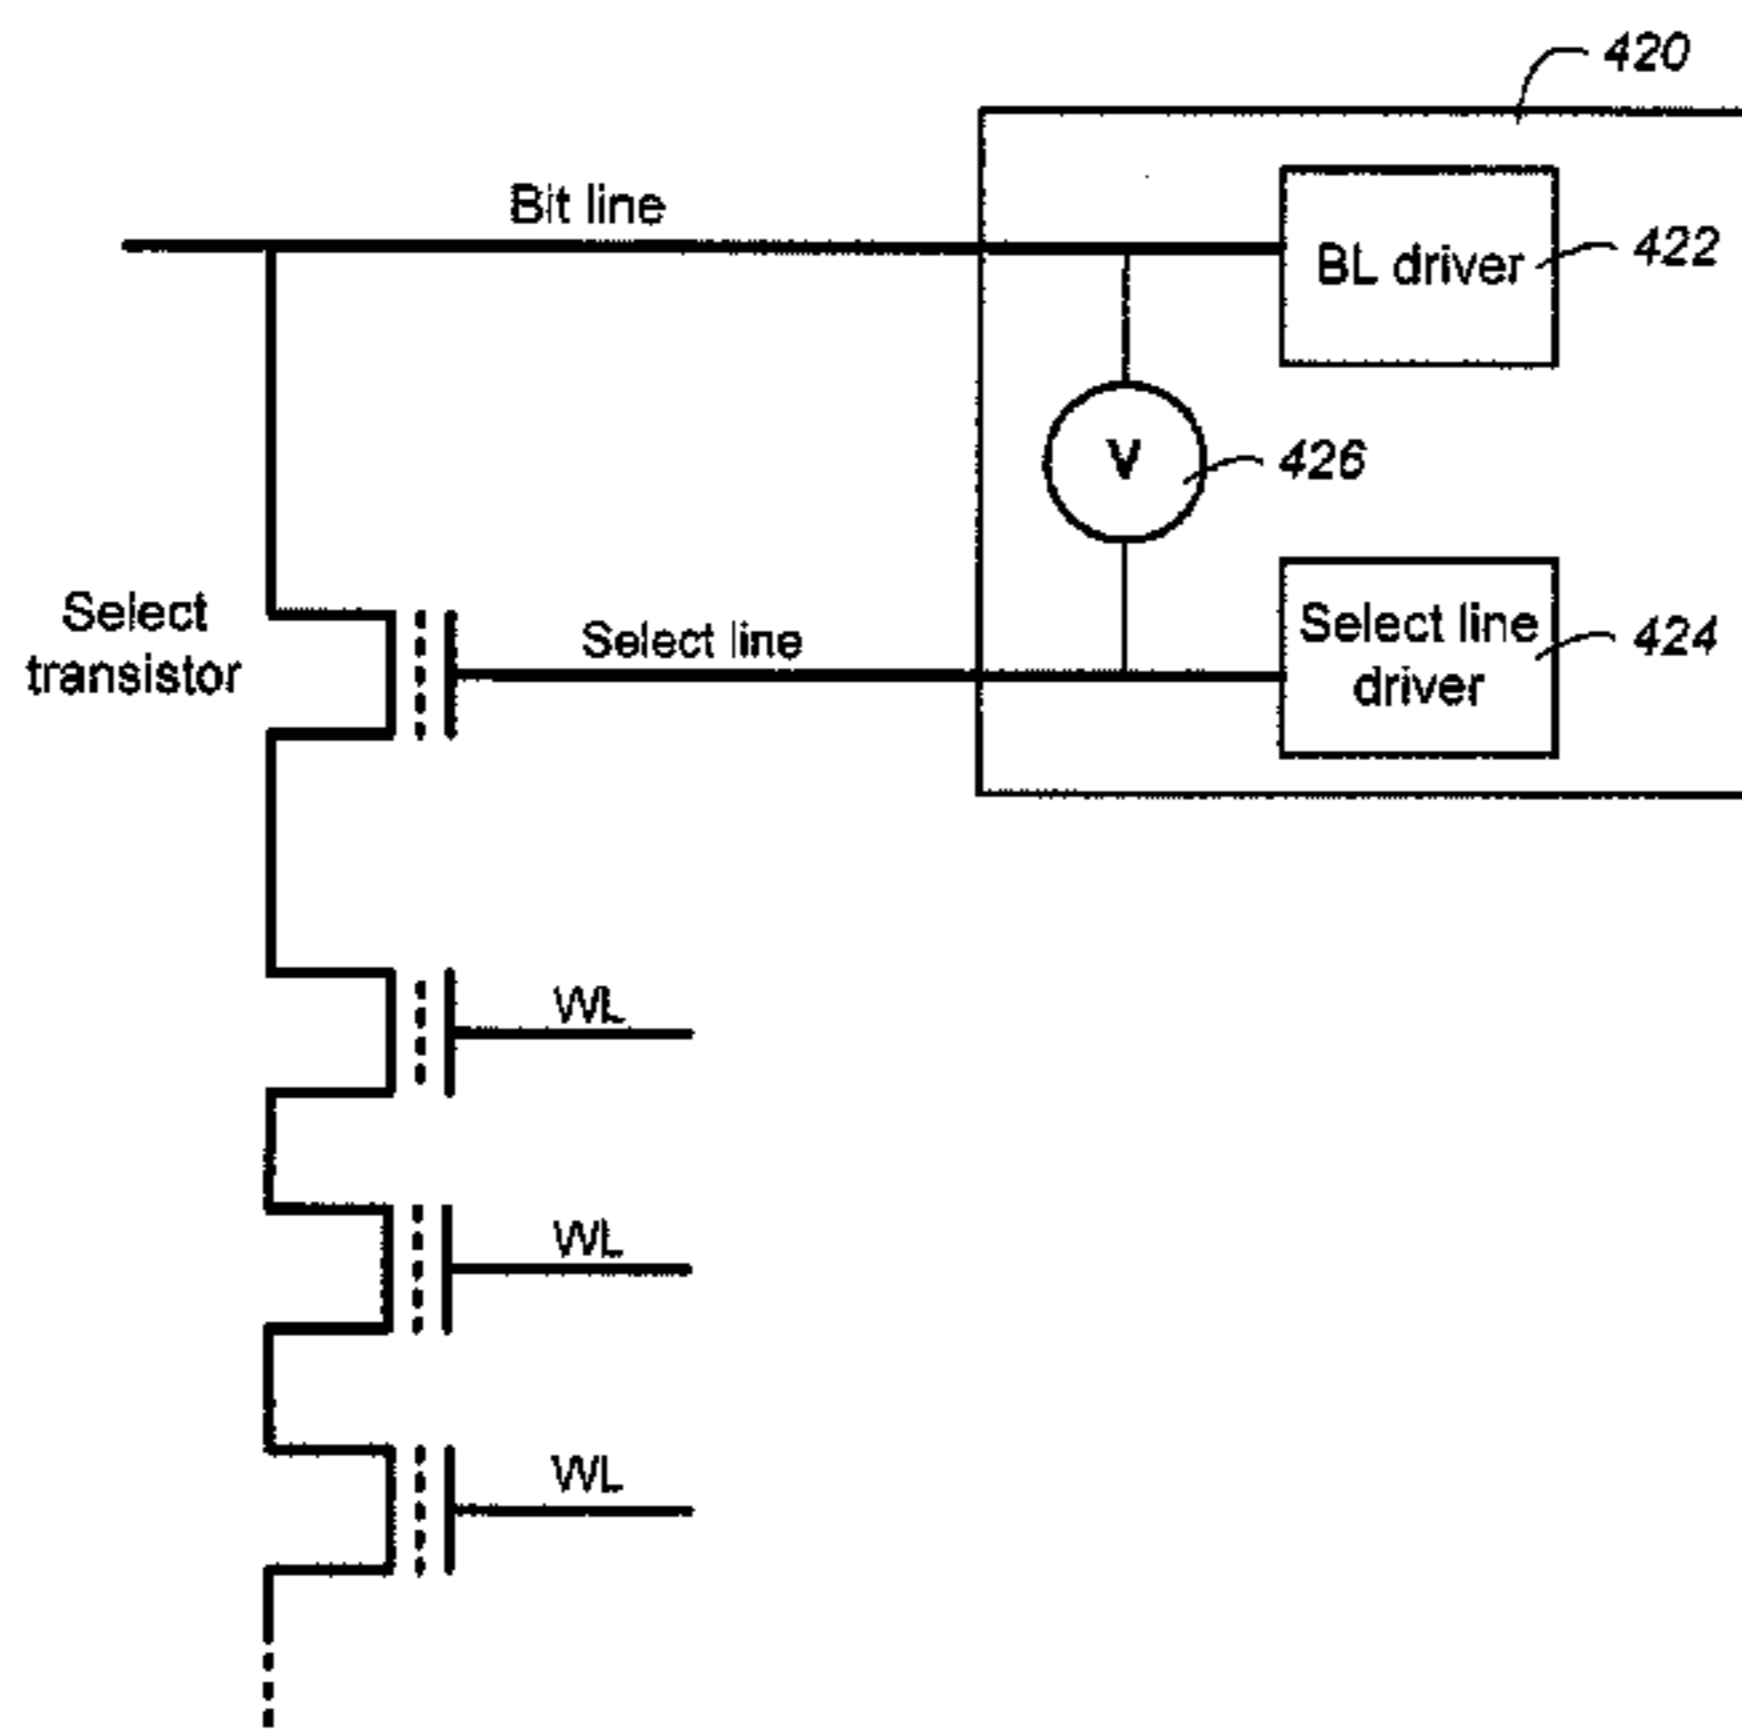 420
Bit line
BL driver
422
V
426
Select
transistor
Select line
Select line
driver
424
WL
WL
WL